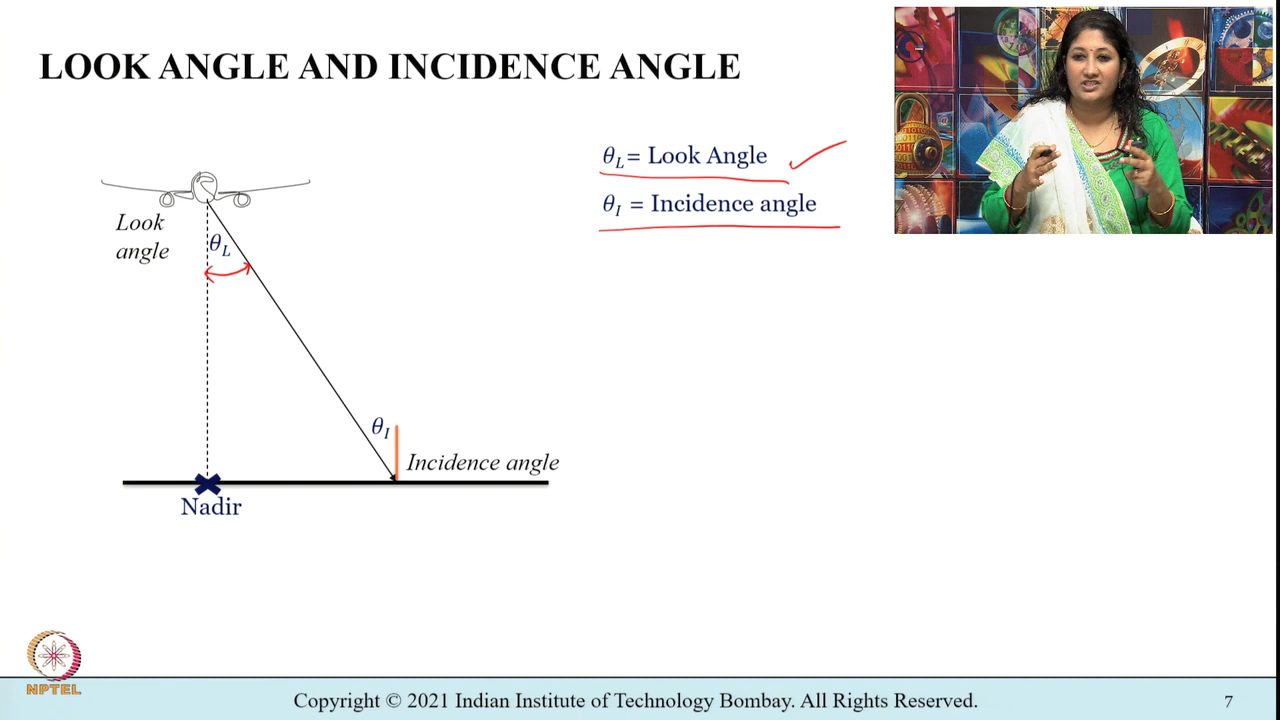 LOOK ANGLE AND INCIDENCE ANGLE
θL= Look Angle
θI = Incidence angle
Look
angle
θL
θI
Incidence angle
Nadir
NPTEL
Copyright © 2021 Indian Institute of Technology Bombay. All Rights Reserved.
7